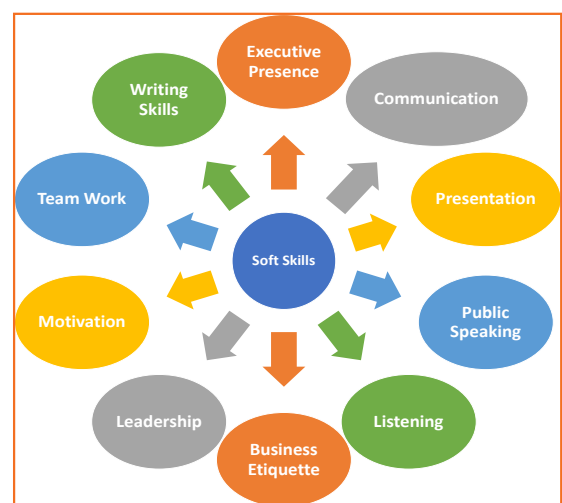 Executive
Presence
Writing
Skills
Communication
Team Work
Presentation
Soft Skills
Motivation
Public
Speaking
Leadership
Listening
Business
Etiquette